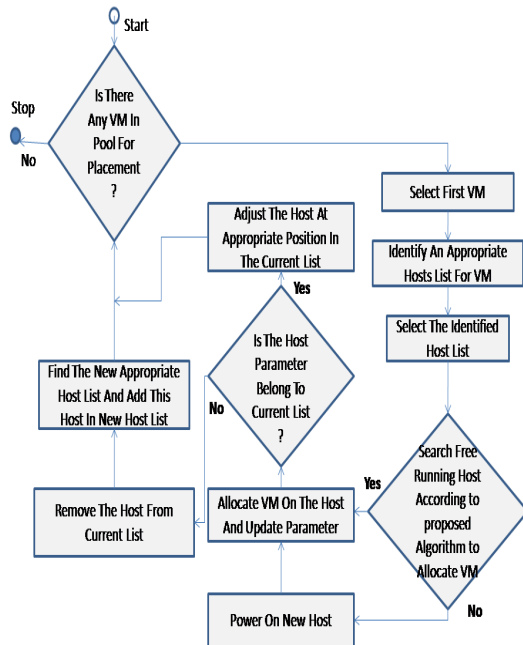 Start
Is There
Any VM In
Pool For
Placement
?
Stop
No
Select First VM
Adjust The Host At
Appropriate Position In
The Current List
Identify An Appropriate
Hosts List For VM
Yes
Select The Identified
Host List
Is The Host
Parameter
Belong To
Current List
?
No
Find The New Appropriate
Host List And Add This
Host In New Host List
Search Free
Running Host
According to
proposed
Algorithm to
Allocate VM
Yes
Allocate VM On The Host
And Update Parameter
Remove The Host From
Current List
No
Power On New Host